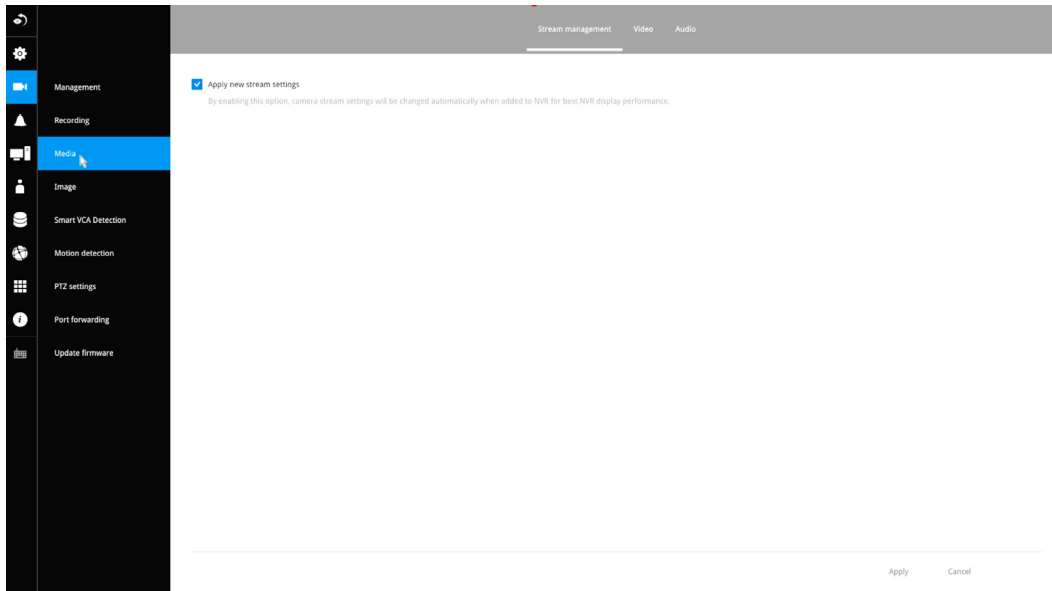 Stream management Video Audio
Management
Recording
Media
Image
Smart VCA Detection
Motion detection
PTZ settings
Port forwarding
Update firmware
Apply new stream settings
By enabling this option, camera stream settings will be changed automatically when added to NVR for best NVR display performance.
Apply Cancel